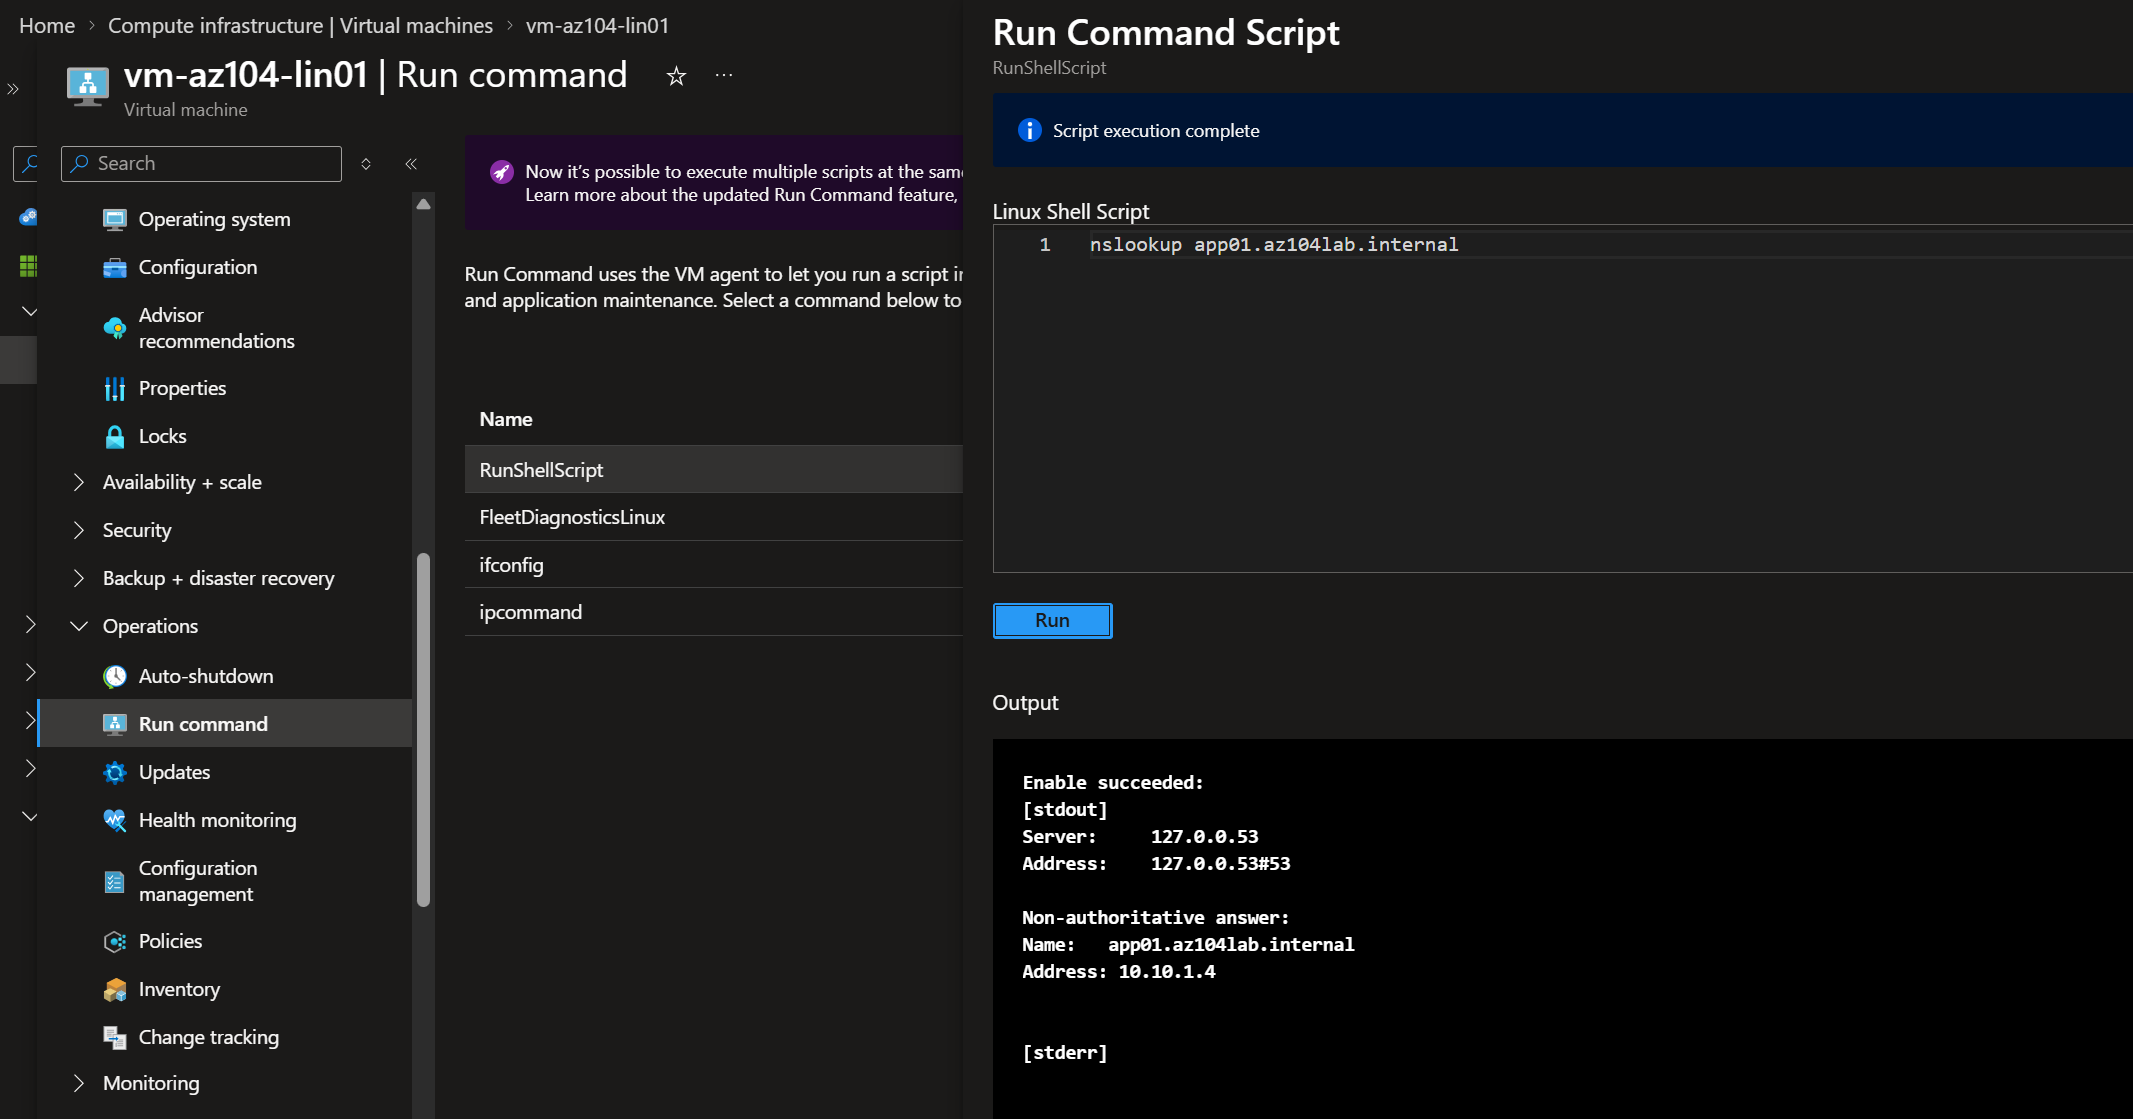 Home > Compute infrastructure | Virtual machines > vm-az104-lin01
vm-az104-lin01 | Run command
Virtual machine
Search
Operating system
Configuration
Advisor
recommendations
Properties
Locks
Availability + scale
Security
Backup + disaster recovery
Operations
Auto-shutdown
Run command
Updates
Health monitoring
Configuration
management
Policies
Inventory
Change tracking
Monitoring
Now it's possible to execute multiple scripts at the same
Learn more about the updated Run Command feature,
Run Command uses the VM agent to let you run a script in
and application maintenance. Select a command below to
Name
RunShellScript
FleetDiagnosticsLinux
ifconfig
ipcommand
Run Command Script
RunShellScript
Script execution complete
Linux Shell Script
1 nslookup app01.az104lab.internal
Run
Output
Enable succeeded:
[stdout]
Server: 127.0.0.53
Address: 127.0.0.53#53
Non-authoritative answer:
Name: app01.az104lab.internal
Address: 10.10.1.4
[stderr]